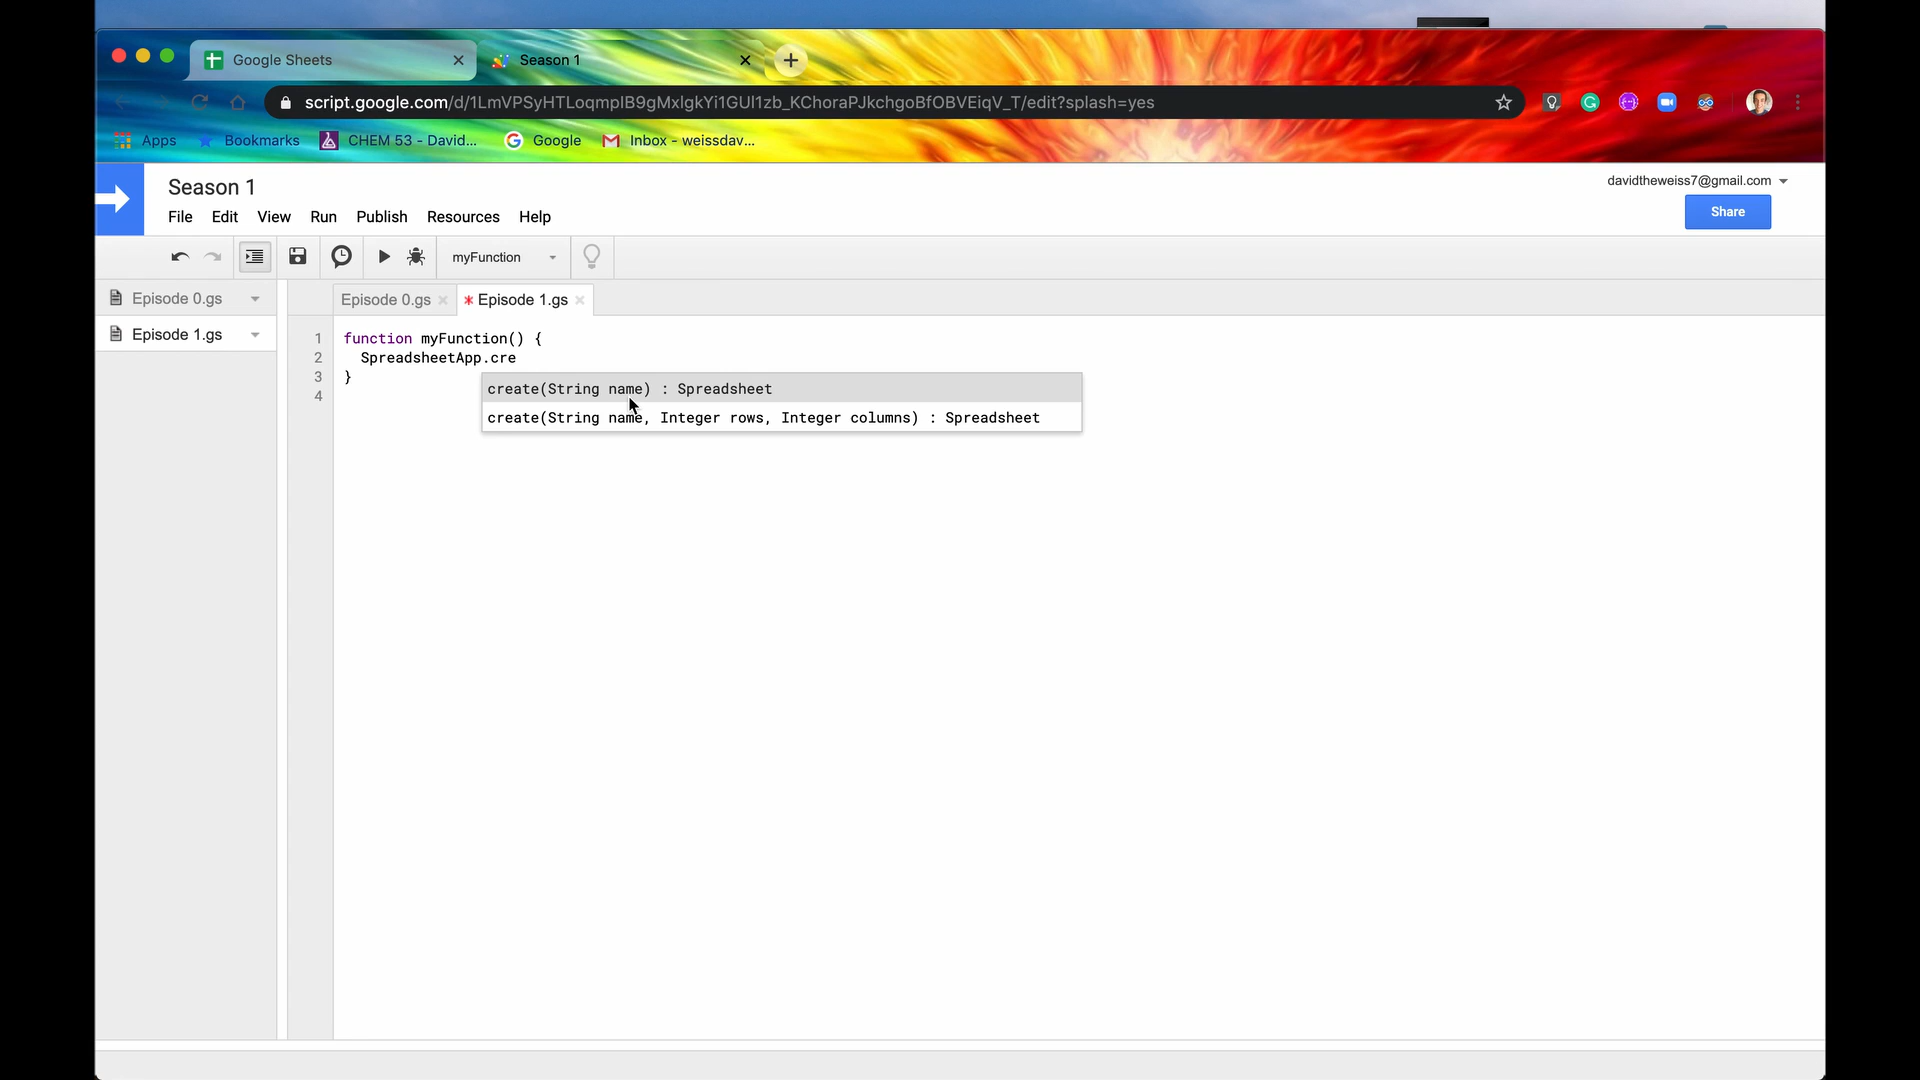 Google Sheets
Season 1
script.google.com/d/1LmVPSyHTLoqmpIB9gMxlgkYi1GUl1zb_KChoraPJkchgoBfOBVEiqV_T/edit?splash=yes
Apps Bookmarks CHEM 53 - David... Google Inbox - weissdav...
Season 1
davidtheweiss7@gmail.com
File Edit View Run Publish Resources Help
Share
myFunction
Episode 0.gs
Episode 1.gs
Episode 0.gs * Episode 1.gs
1 function myFunction() {
2 SpreadsheetApp.cre
3 }
4
create(String name) : Spreadsheet
create(String name, Integer rows, Integer columns) : Spreadsheet